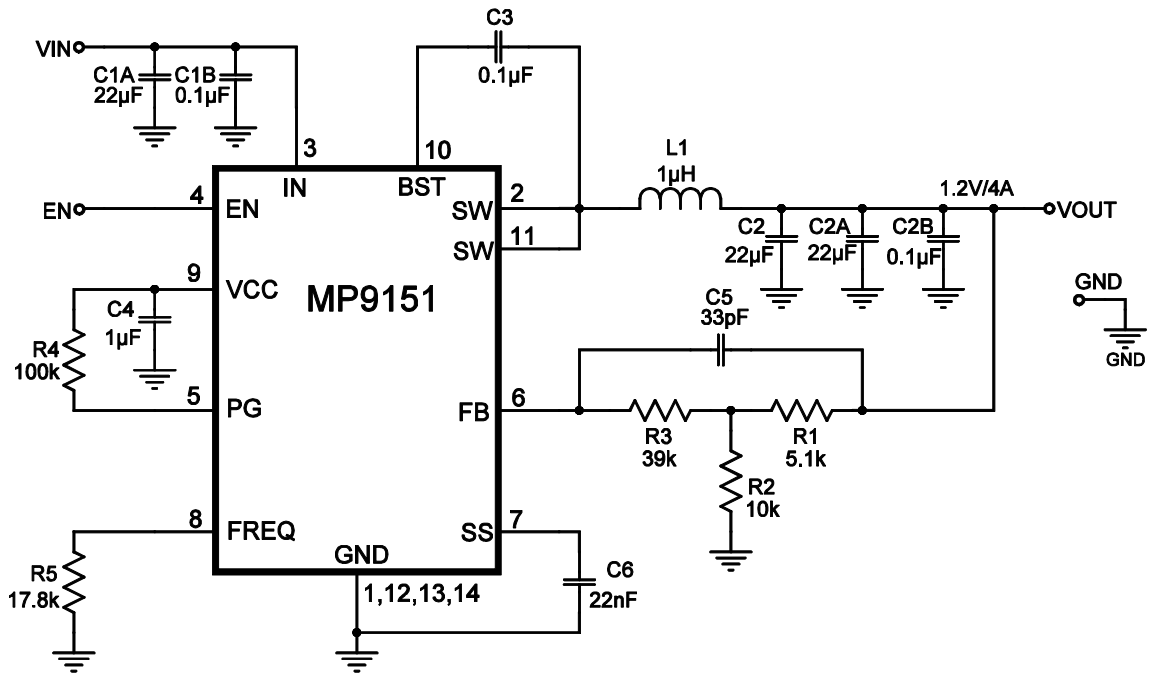 C3
VIN
C1A
22µF
C1B
0.1µF
0.1µF
3
10
L1
1µH
IN
BST
1.2V/4A
EN
4
EN
SW
2
VOUT
SW
11
C2
22µF
C2A
22µF
C2B
0.1µF
9
VCC
MP9151
GND
C4
1µF
C5
33pF
GND
R4
100k
5
PG
FB
6
R3
39k
R1
5.1k
R2
10k
8
FREQ
SS
7
GND
R5
17.8k
1,12,13,14
C6
22nF